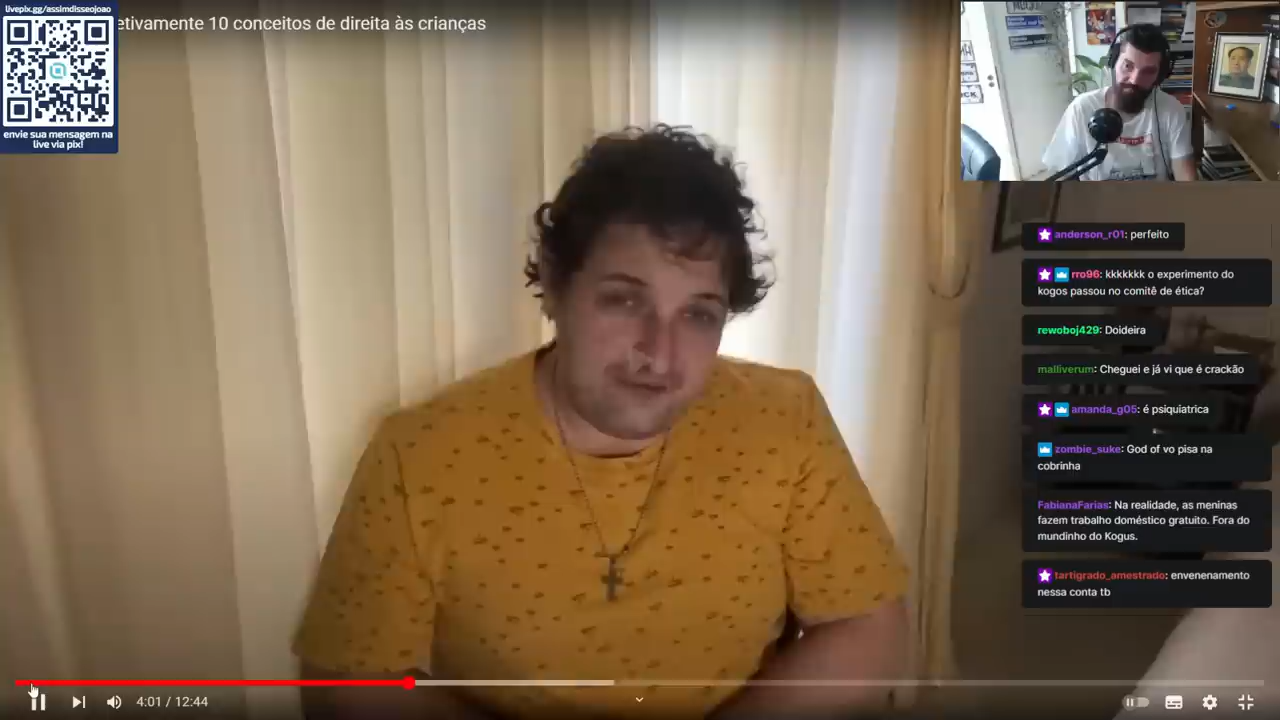 livepix.gg/assimdisseojoao
etivamente 10 conceitos de direita às crianças
envie sua mensagem na
live via pix!
anderson_r01: perfeito
rro96: kkkkkkk o experimento do
kogos passou no comitê de ética?
rewoboj429: Doideira
malliverum: Cheguei e já vi que é crackão
amanda_g05: é psiquiatrica
zombie_suke: God of vo pisa na
cobrinha
FabianaFarias: Na realidade, as meninas
fazem trabalho doméstico gratuito. Fora do
mundinho do Kogus.
tartigrado_amestrado: envenenamento
nessa conta tb
4:01 / 12:44